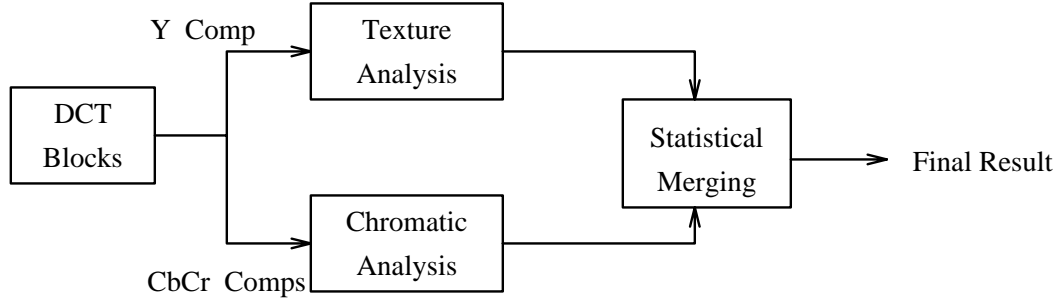 Y Comp
Texture
Analysis
DCT
Blocks
Statistical
Merging
Final Result
Chromatic
Analysis
CbCr Comps